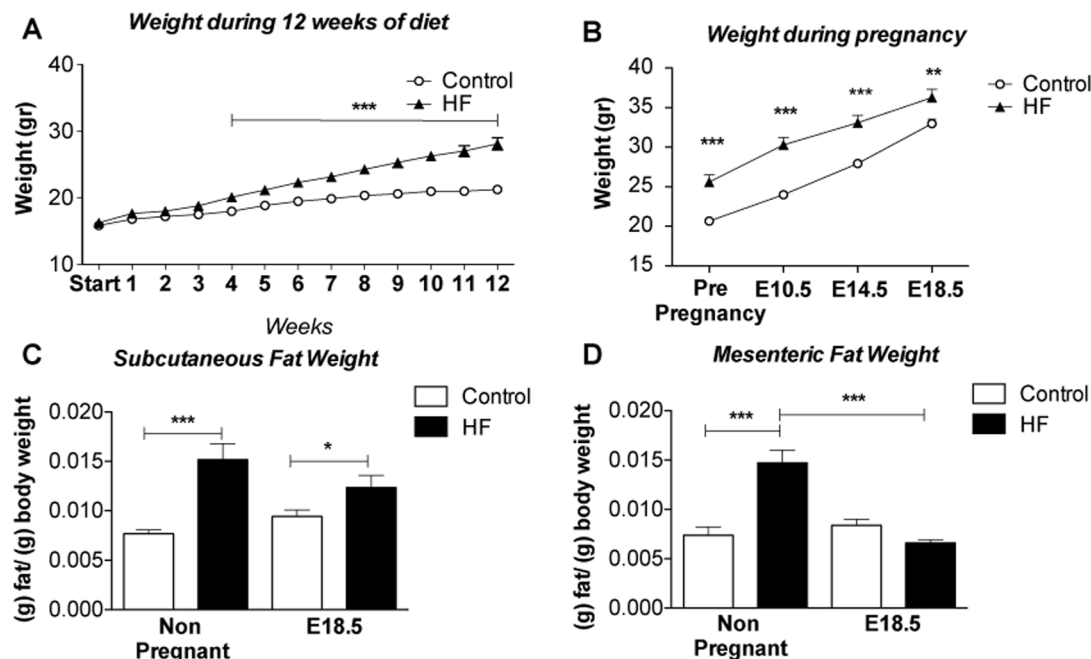 A
Weight during 12 weeks of diet
Weight (gr)
40
30
20
10
Control
HF
***
Start 1 2 3 4 5 6 7 8 9 10 11 12
Weeks
B
Weight during pregnancy
Weight (gr)
40
35
30
25
20
Control
HF
***
***
***
**
Pre E10.5 E14.5 E18.5
Pregnancy
C
Subcutaneous Fat Weight
(g) fat/ (g) body weight
0.020
0.015
0.010
0.005
0.000
Control
HF
***
*
Non E18.5
Pregnant
D
Mesenteric Fat Weight
(g) fat/ (g) body weight
0.020
0.015
0.010
0.005
0.000
Control
HF
***
***
Non E18.5
Pregnant